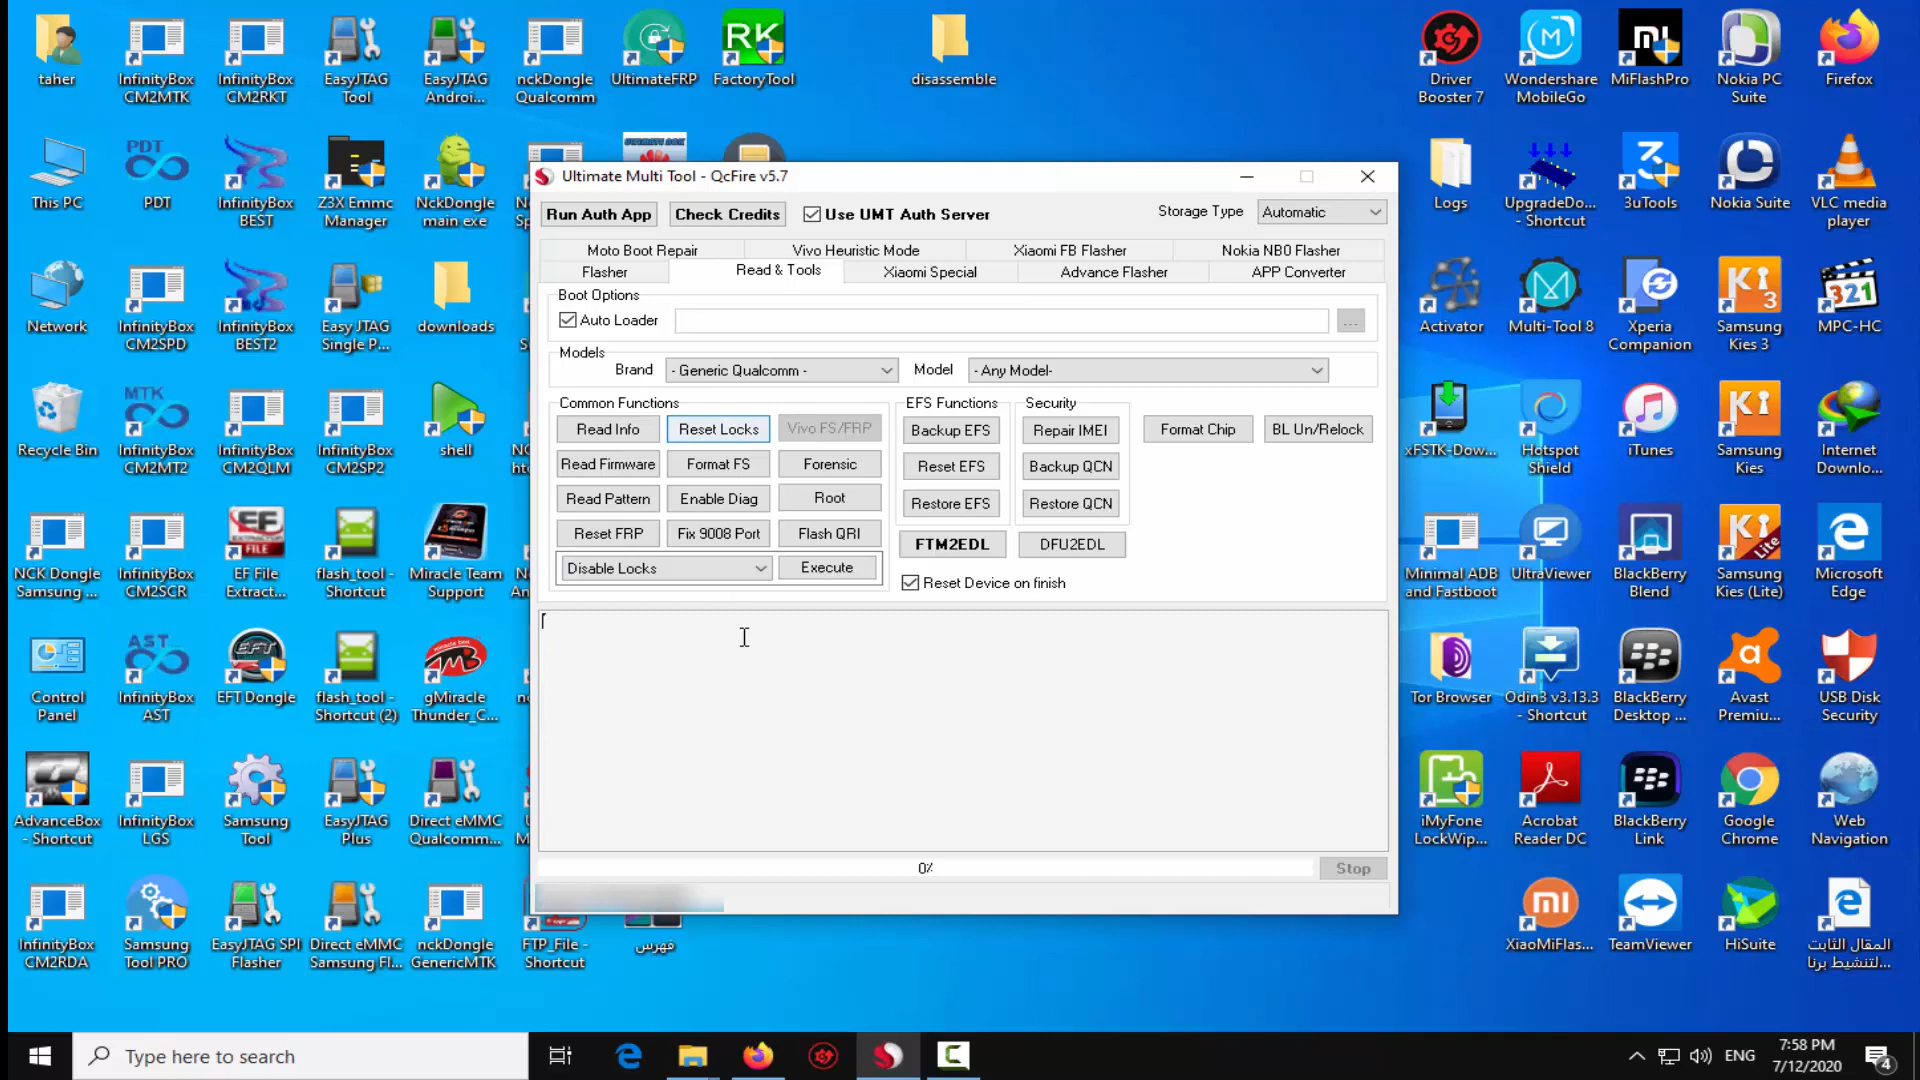 taher
InfinityBox
CM2MTK
InfinityBox
CM2RKT
EasyJTAG
Tool
EasyJTAG
Androi...
nckDongle
Qualcomm
UltimateFRP
RK
FactoryTool
disassemble
Driver
Booster 7
Wondershare
MobileGo
MiFlashPro
Nokia PC
Suite
Firefox
This PC
PDT
PDT
InfinityBox
BEST
Z3X Emmc
Manager
NckDongle
main exe
Logs
UpgradeDo...
- Shortcut
3uTools
Nokia Suite
VLC media
player
Network
InfinityBox
CM2SPD
InfinityBox
BEST2
Easy JTAG
Single P...
downloads
Activator
Multi-Tool 8
Xperia
Companion
Samsung
Kies 3
321
MPC-HC
Recycle Bin
MTK
InfinityBox
CM2MT2
InfinityBox
CM2QLM
InfinityBox
CM2SP2
shell
xFSTK-Dow...
Hotspot
Shield
iTunes
Samsung
Kies
Internet
Downlo...
NCK Dongle
Samsung ...
InfinityBox
CM2SCR
EF File
Extract...
flash_tool -
Shortcut
Miracle Team
Support
Minimal ADB
and Fastboot
UltraViewer
BlackBerry
Blend
Samsung
Kies (Lite)
Microsoft
Edge
Control
Panel
AST
InfinityBox
AST
EFT Dongle
flash_tool -
Shortcut (2)
gMiracle
Thunder_C...
Tor Browser
Odin3 v3.13.3
- Shortcut
BlackBerry
Desktop ...
Avast
Premiu...
USB Disk
Security
AdvanceBox
- Shortcut
InfinityBox
LGS
Samsung
Tool
EasyJTAG
Plus
Direct eMMC
Qualcomm...
iMyFone
LockWip...
Acrobat
Reader DC
BlackBerry
Link
Google
Chrome
Web
Navigation
InfinityBox
CM2RDA
Samsung
Tool PRO
EasyJTAG SPI
Flasher
Direct eMMC
Samsung Fl...
nckDongle
GenericMTK
FTP_File -
Shortcut
فهرس
XiaoMiFlas...
TeamViewer
HiSuite
المقال الثابت
لتنشيط برنا...
Ultimate Multi Tool - QcFire v5.7
Run Auth App
Check Credits
Use UMT Auth Server
Storage Type
Automatic
Moto Boot Repair
Vivo Heuristic Mode
Xiaomi FB Flasher
Nokia NB0 Flasher
Flasher
Read & Tools
Xiaomi Special
Advance Flasher
APP Converter
Boot Options
Auto Loader
...
Models
Brand
- Generic Qualcomm -
Model
- Any Model-
Common Functions
EFS Functions
Security
Read Info
Reset Locks
Vivo FS/FRP
Backup EFS
Repair IMEI
Format Chip
BL Un/Relock
Read Firmware
Format FS
Forensic
Reset EFS
Backup QCN
Read Pattern
Enable Diag
Root
Restore EFS
Restore QCN
Reset FRP
Fix 9008 Port
Flash QRI
FTM2EDL
DFU2EDL
Disable Locks
Execute
Reset Device on finish
0%
Stop
Type here to search
ENG
7:58 PM
7/12/2020
4